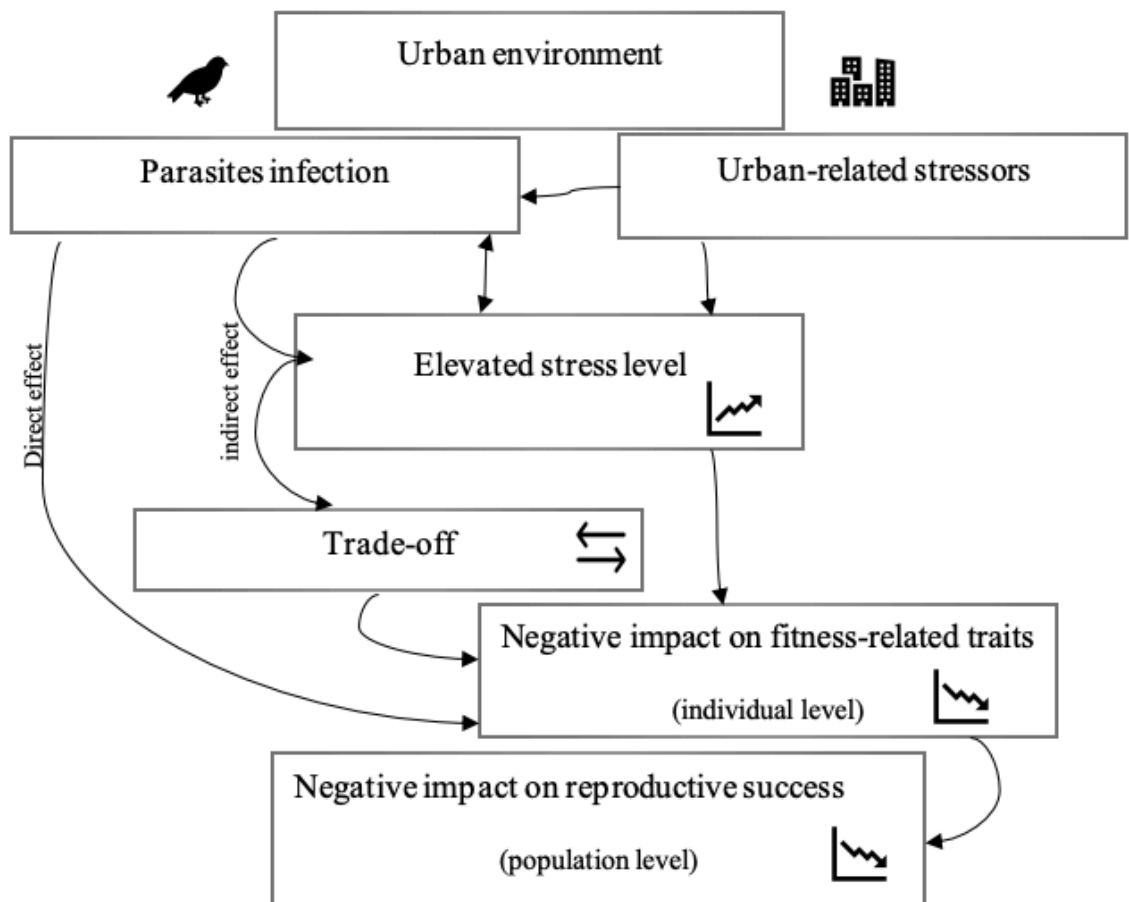 Urban environment
Parasites infection
Urban-related stressors
Elevated stress level
Direct effect
indirect effect
Trade-off
Negative impact on fitness-related traits
(individual level)
Negative impact on reproductive success
(population level)